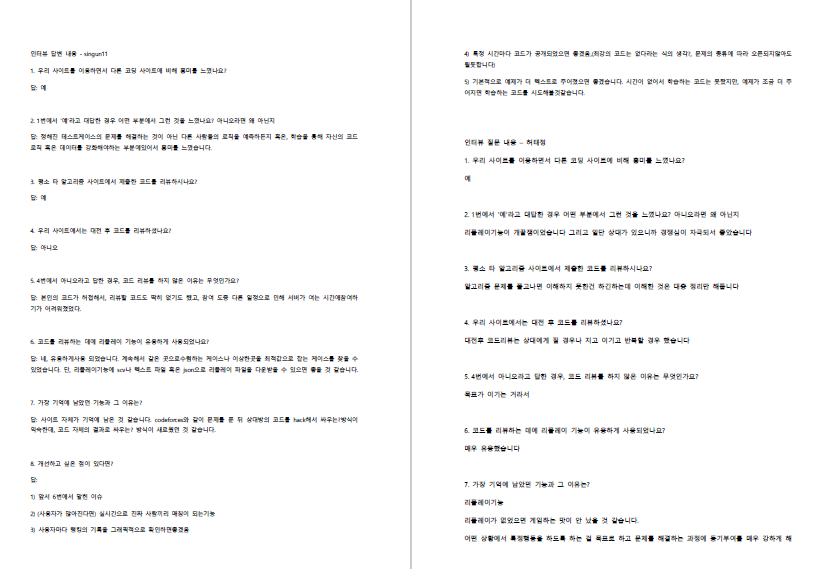 인터뷰 답변 내용 - singun11
1. 우리 사이트를 이용하면서 다른 코딩 사이트에 비해 흥미를 느꼈나요?
답: 예
2. 1번에서 '예'라고 대답한 경우 어떤 부분에서 그런 것을 느꼈나요? 아니오라면 왜 아닌지
답: 정해진 테스트케이스의 문제를 해결하는 것이 아닌 다른 사람들의 로직을 예측하든지 혹은, 학습을 통해 자신의 코드
로직 혹은 데이터를 강화해야하는 부분에있어서 흥미를 느꼈습니다.
3. 평소 타 알고리즘 사이트에서 제출한 코드를 리뷰하시나요?
답: 예
4. 우리 사이트에서는 대전 후 코드를 리뷰하셨나요?
답: 아니오
5. 4번에서 아니오라고 답한 경우, 코드 리뷰를 하지 않은 이유는 무엇인가요?
답: 본인의 코드가 허접해서, 리뷰할 코드도 딱히 없기도 했고, 참여 도중 다른 일정으로 인해 서버가 여는 시간에참여하
기가 어려워졌었다.
6. 코드를 리뷰하는 데에 리플레이 기능이 유용하게 사용되었나요?
답: 네, 유용하게사용 되었습니다. 계속해서 같은 곳으로수렴하는 케이스나 이상한곳을 최적값으로 잡는 케이스를 찾을 수
있었습니다. 단, 리플레이기능에 scv나 텍스트 파일 혹은 json으로 리플레이 파일을 다운받을 수 있으면 좋을 것 같습니다.
7. 가장 기억에 남았던 기능과 그 이유는?
답: 사이트 자체가 기억에 남은 것 같습니다. codeforces와 같이 문제를 푼 뒤 상대방의 코드를 hack해서 싸우는?방식이
익숙한데, 코드 자체의 결과로 싸우는? 방식이 새로웠던 것 같습니다.
8. 개선하고 싶은 점이 있다면?
답:
1) 앞서 6번에서 말한 이슈
2) (사용자가 많아진다면) 실시간으로 진짜 사람끼리 매칭이 되는기능
3) 사용자마다 랭킹의 기록을 그래픽적으로 확인하면좋겠음
4) 특정 시간마다 코드가 공개되었으면 좋겠음.(최강의 코드는 없다라는 식의 생각?, 문제의 종류에 따라 오픈되지않아도
될듯합니다)
5) 기본적으로 예제가 더 텍스트로 주어졌으면 좋겠습니다. 시간이 없어서 학습하는 코드는 못짰지만, 예제가 조금 더 주
어지면 학습하는 코드를 시도해볼것같습니다.
인터뷰 질문 내용 – 허태정
1. 우리 사이트를 이용하면서 다른 코딩 사이트에 비해 흥미를 느꼈나요?
예
2. 1번에서 '예'라고 대답한 경우 어떤 부분에서 그런 것을 느꼈나요? 아니오라면 왜 아닌지
리플레이기능이 개꿀잼이었습니다 그리고 일단 상대가 있으니까 경쟁심이 자극되서 좋았습니다
3. 평소 타 알고리즘 사이트에서 제출한 코드를 리뷰하시나요?
알고리즘 문제를 풀고나면 이해하지 못한건 하긴하는데 이해한 것은 대충 정리만 해둡니다
4. 우리 사이트에서는 대전 후 코드를 리뷰하셨나요?
대전후 코드리뷰는 상대에게 질 경우나 지고 이기고 반복할 경우 했습니다
5. 4번에서 아니오라고 답한 경우, 코드 리뷰를 하지 않은 이유는 무엇인가요?
목표가 이기는 거라서
6. 코드를 리뷰하는 데에 리플레이 기능이 유용하게 사용되었나요?
매우 유용했습니다
7. 가장 기억에 남았던 기능과 그 이유는?
리플레이기능
리플레이가 없었으면 게임하는 맛이 안 났을 것 같습니다.
어떤 상황에서 특정행동을 하도록 하는 걸 목표로 하고 문제를 해결하는 과정에 동기부여를 매우 강하게 해